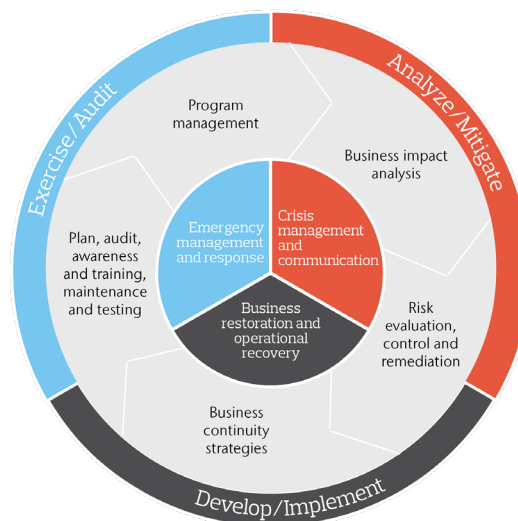 Exercise/Audit
Analyze/Mitigate
Program
management
Business impact
analysis
Plan, audit,
awareness
and training,
maintenance
and testing
Emergency
management
and response
Crisis
management
and
communication
Business
restoration and
operational
recovery
Risk
evaluation,
control and
remediation
Business
continuity
strategies
Develop/Implement